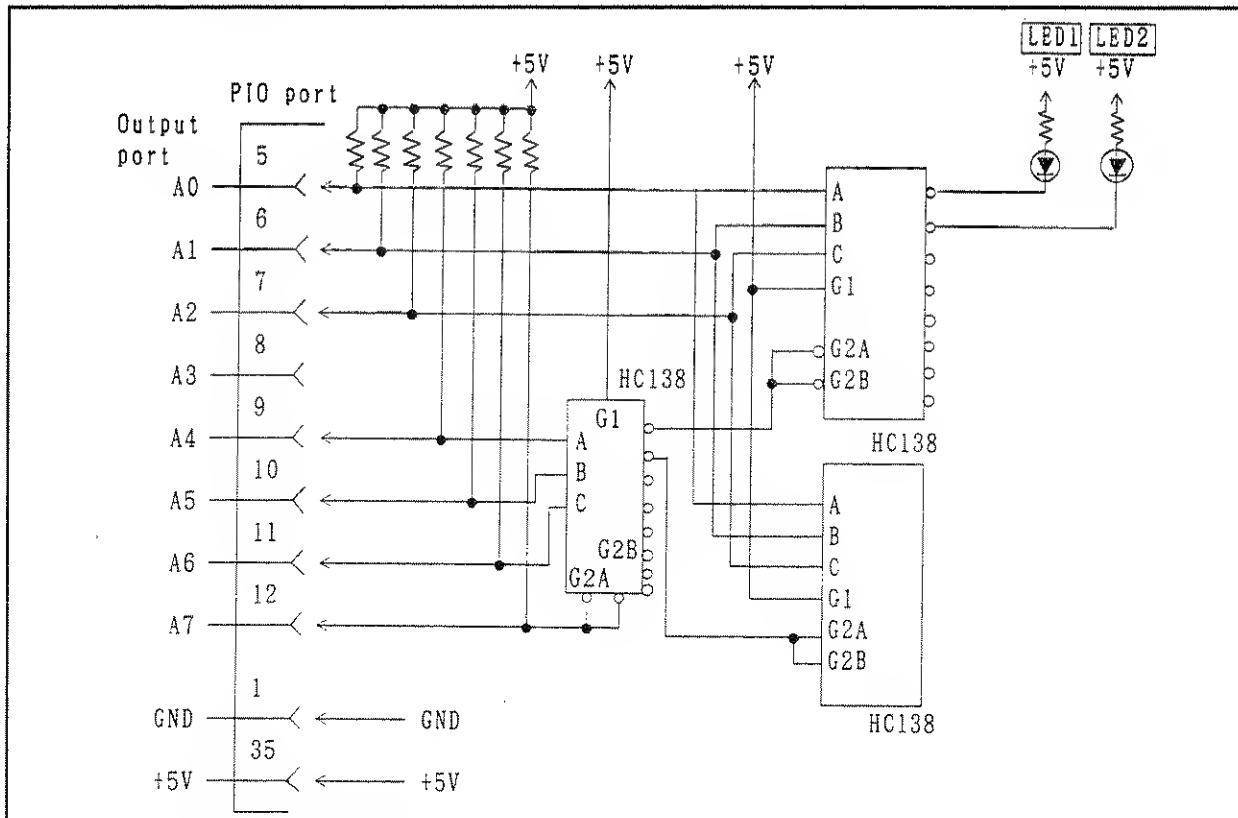 LED1 LED2
+5V +5V +5V +5V +5V
PIO port
Output
port
5
A0
6
A1
7
A2
8
A3
9
A4
10
A5
11
A6
12
A7
1
GND GND
35
+5V +5V
HC138
G1
A
B
C
G2B
G2A
A
B
C
G1
G2A
G2B
HC138
A
B
C
G1
G2A
G2B
HC138